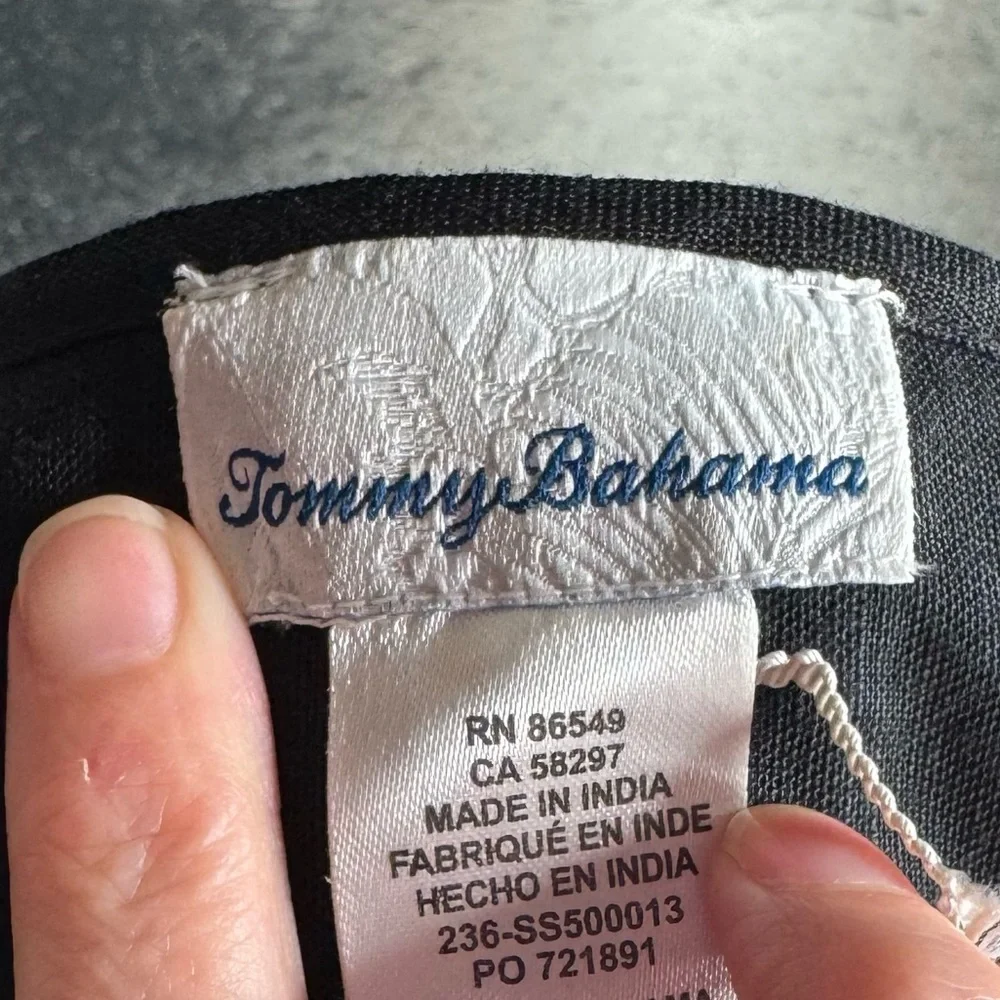 Tommy Bahama
RN 86549
CA 58297
MADE IN INDIA
FABRIQUÉ EN INDE
HECHO EN INDIA
236-SS500013
PO 721891